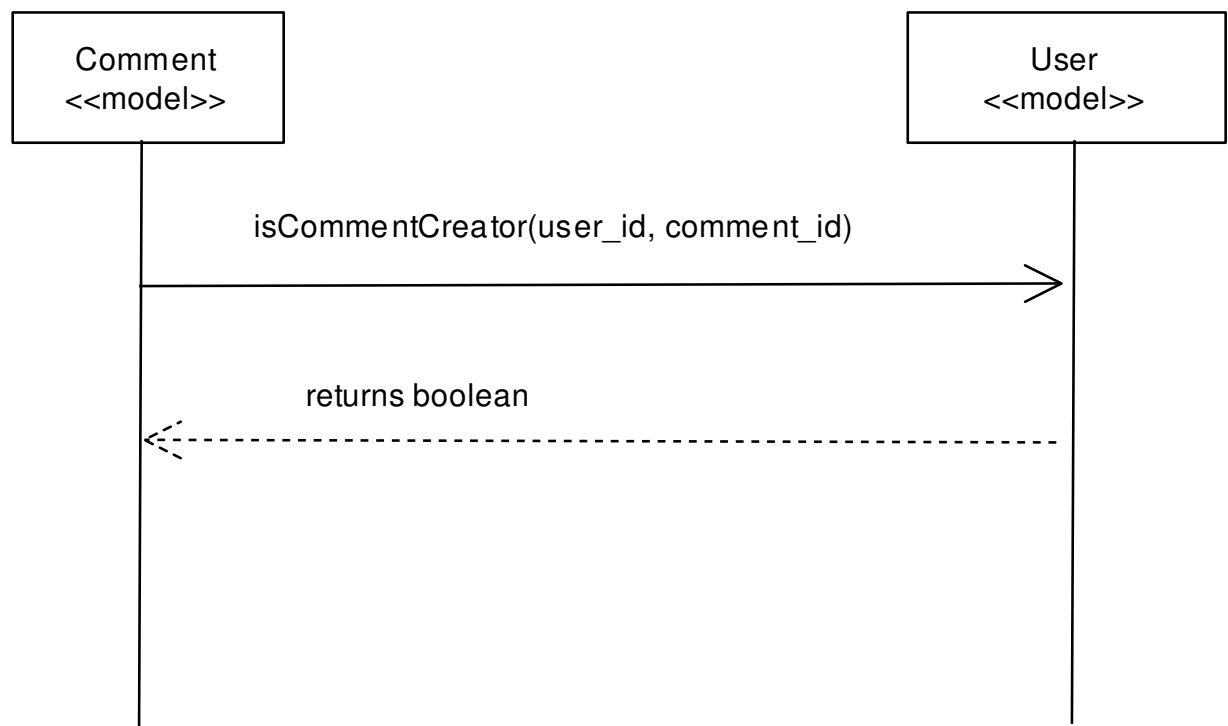 Comment
<<model>>
User
<<model>>
isCommentCreator(user_id, comment_id)
returns boolean